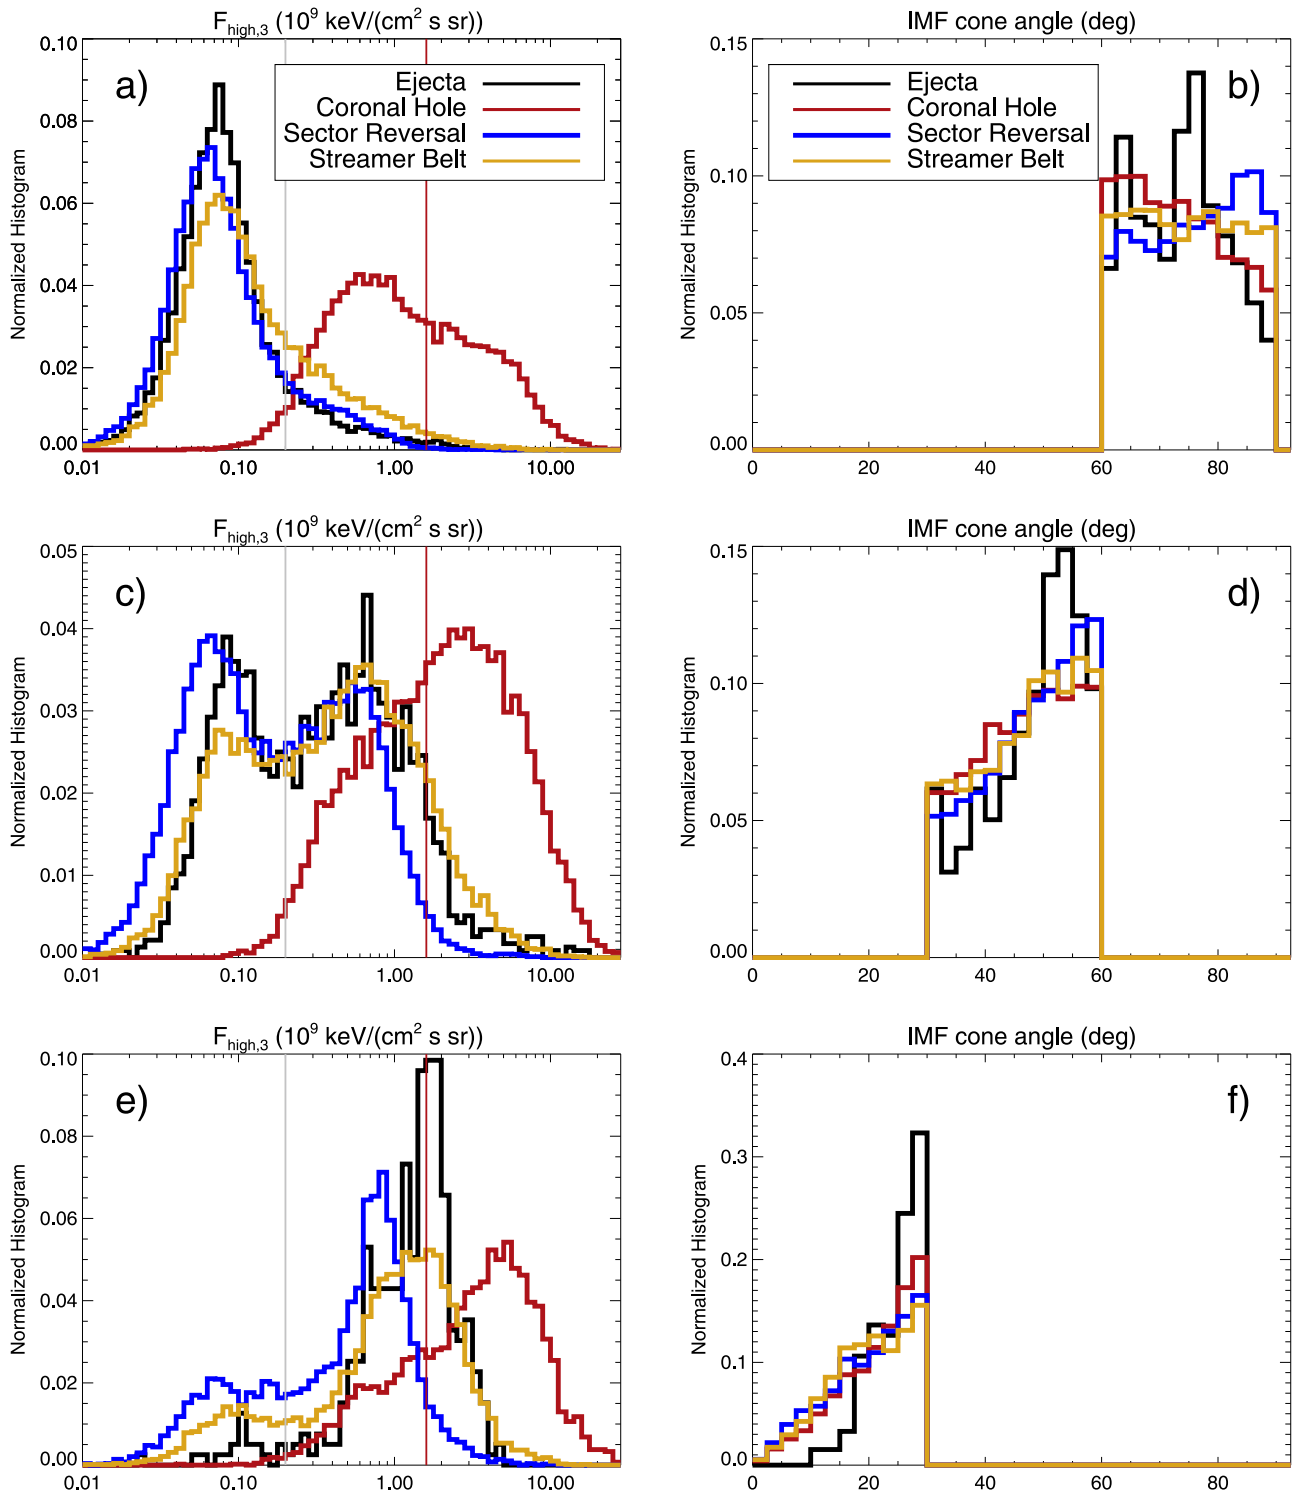 F_high,3 (10^9 keV/(cm^2 s sr))
Normalized Histogram
0.10
0.08
0.06
0.04
0.02
0.00
0.01
0.10
1.00
10.00
a)
Ejecta
Coronal Hole
Sector Reversal
Streamer Belt
IMF cone angle (deg)
Normalized Histogram
0.15
0.10
0.05
0.00
0
20
40
60
80
b)
Ejecta
Coronal Hole
Sector Reversal
Streamer Belt
F_high,3 (10^9 keV/(cm^2 s sr))
Normalized Histogram
0.05
0.04
0.03
0.02
0.01
0.00
0.01
0.10
1.00
10.00
c)
IMF cone angle (deg)
Normalized Histogram
0.15
0.10
0.05
0.00
0
20
40
60
80
d)
F_high,3 (10^9 keV/(cm^2 s sr))
Normalized Histogram
0.10
0.08
0.06
0.04
0.02
0.00
0.01
0.10
1.00
10.00
e)
IMF cone angle (deg)
Normalized Histogram
0.4
0.3
0.2
0.1
0.0
0
20
40
60
80
f)